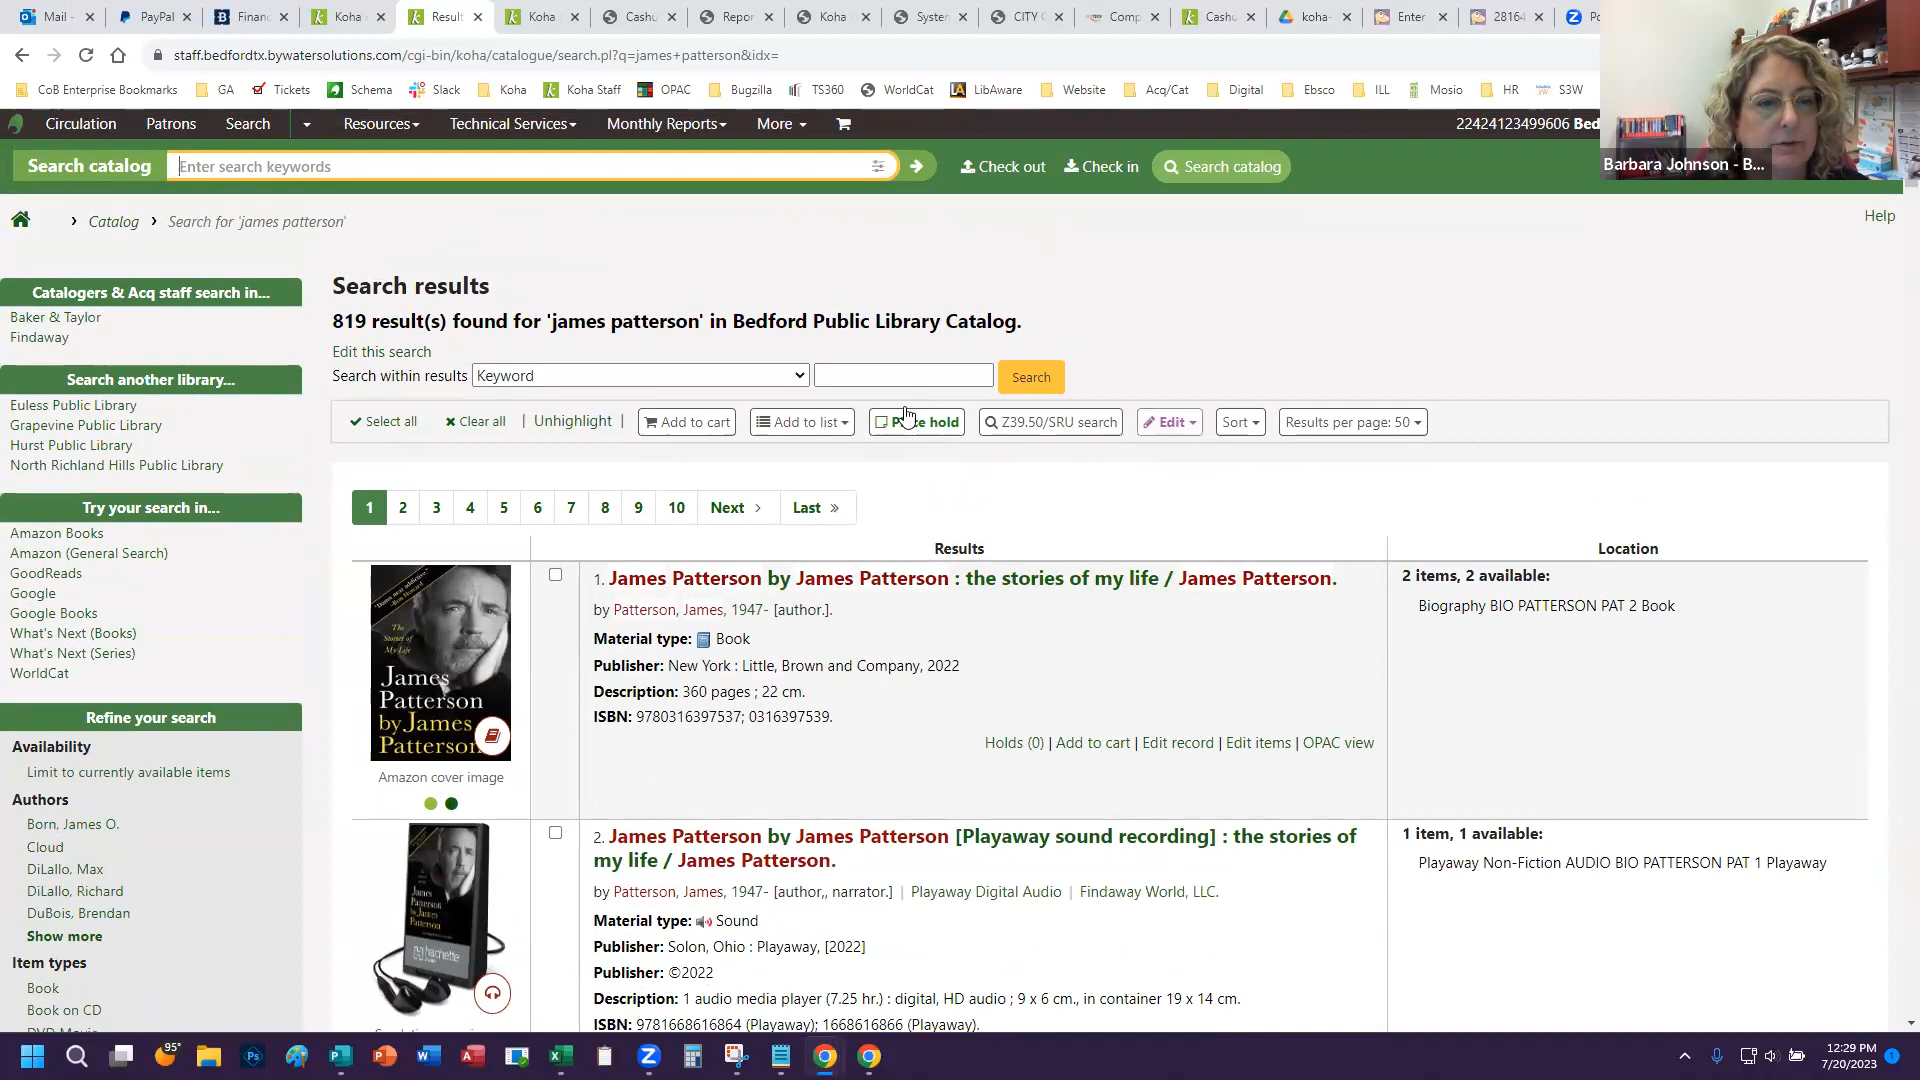 Mail -
PayPal
Financ
Koha
Result
Koha
Cashu
Repor
Koha
System
CITY
Comp
Cashu
koha-
Enter
28164
staff.bedfordtx.bywatersolutions.com/cgi-bin/koha/catalogue/search.pl?q=james+patterson&idx=
CoB Enterprise Bookmarks
GA
Tickets
Schema
Slack
Koha
Koha Staff
OPAC
Bugzilla
TS360
WorldCat
LibAware
Website
Acq/Cat
Digital
Ebsco
ILL
Mosio
HR
S3W
Circulation
Patrons
Search
Resources
Technical Services
Monthly Reports
More
22424123499606 Bed
Barbara Johnson - B...
Search catalog
Enter search keywords
Check out
Check in
Search catalog
Catalog
Search for 'james patterson'
Help
Catalogers & Acq staff search in...
Baker & Taylor
Findaway
Search another library...
Euless Public Library
Grapevine Public Library
Hurst Public Library
North Richland Hills Public Library
Try your search in...
Amazon Books
Amazon (General Search)
GoodReads
Google
Google Books
What's Next (Books)
What's Next (Series)
WorldCat
Refine your search
Availability
Limit to currently available items
Authors
Born, James O.
Cloud
DiLallo, Max
DiLallo, Richard
DuBois, Brendan
Show more
Item types
Book
Book on CD
DVD Movie
Search results
819 result(s) found for 'james patterson' in Bedford Public Library Catalog.
Edit this search
Search within results Keyword Search
Select all
Clear all
| Unhighlight |
Add to cart
Add to list
Place hold
Z39.50/SRU search
Edit
Sort
Results per page: 50
1 2 3 4 5 6 7 8 9 10 Next Last
Results
Location
1. James Patterson by James Patterson : the stories of my life / James Patterson.
by Patterson, James, 1947- [author.].
Material type: Book
Publisher: New York : Little, Brown and Company, 2022
Description: 360 pages ; 22 cm.
ISBN: 9780316397537; 0316397539.
Holds (0) | Add to cart | Edit record | Edit items | OPAC view
2 items, 2 available:
Biography BIO PATTERSON PAT 2 Book
The
Stories of
My Life
James
Patterson
by James
Patterson
Amazon cover image
2. James Patterson by James Patterson [Playaway sound recording] : the stories of
my life / James Patterson.
by Patterson, James, 1947- [author,, narrator.] | Playaway Digital Audio | Findaway World, LLC.
Material type: Sound
Publisher: Solon, Ohio : Playaway, [2022]
Publisher: ©2022
Description: 1 audio media player (7.25 hr.) : digital, HD audio ; 9 x 6 cm., in container 19 x 14 cm.
ISBN: 9781668616864 (Playaway); 1668616866 (Playaway).
1 item, 1 available:
Playaway Non-Fiction AUDIO BIO PATTERSON PAT 1 Playaway
hachette
95°
12:29 PM
7/20/2023
1